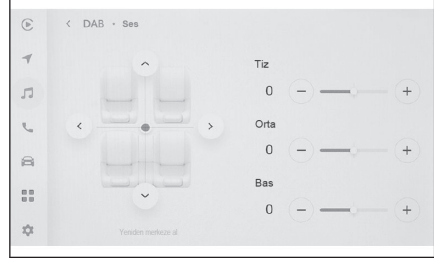 DAB • Ses
Tiz
0
Orta
0
Bas
0
Yeniden merkeze al